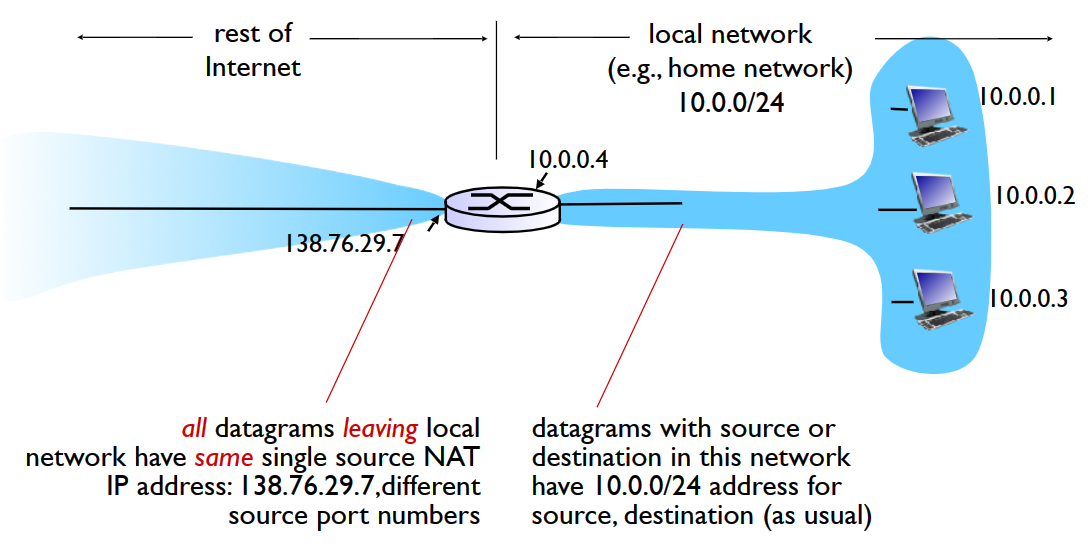 rest of
Internet
local network
(e.g., home network)
10.0.0/24
10.0.0.1
10.0.0.4
10.0.0.2
138.76.29.7
10.0.0.3
all datagrams leaving local
network have same single source NAT
IP address: 138.76.29.7,different
source port numbers
datagrams with source or
destination in this network
have 10.0.0/24 address for
source, destination (as usual)